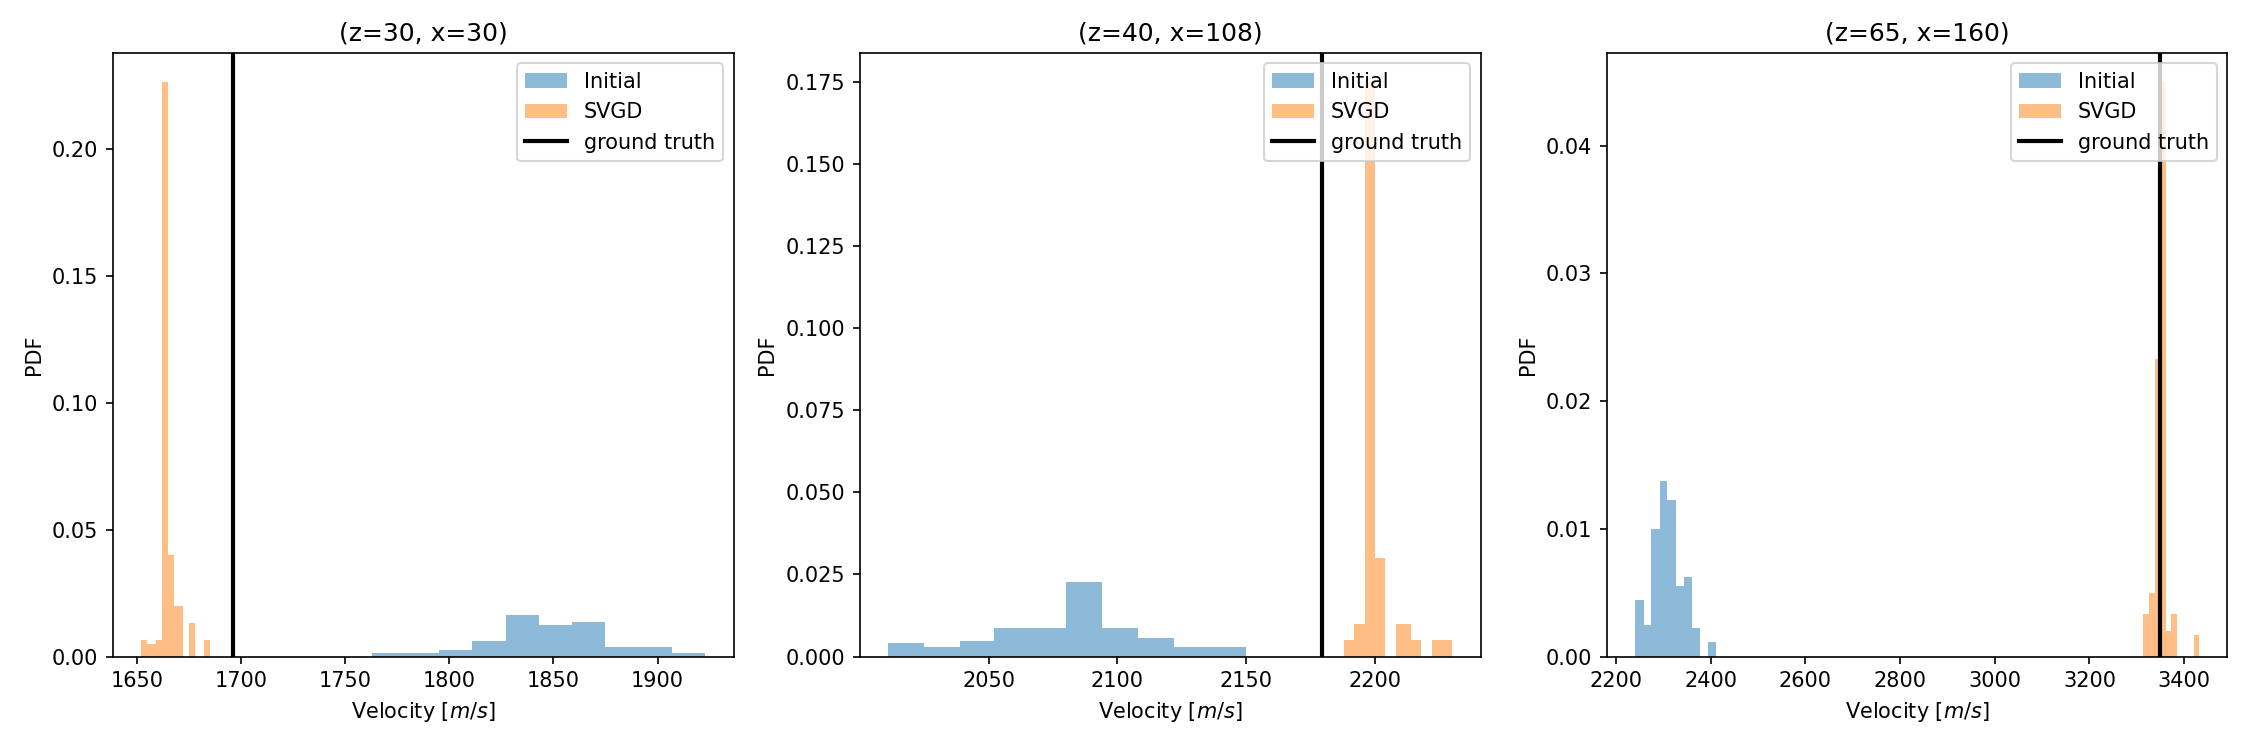 (z=30, x=30)
0.20
0.15
0.10
0.05
0.00
PDF
1650 1700 1750 1800 1850 1900
Velocity [m/s]
Initial
SVGD
ground truth
(z=40, x=108)
0.175
0.150
0.125
0.100
0.075
0.050
0.025
0.000
PDF
2050 2100 2150 2200
Velocity [m/s]
Initial
SVGD
ground truth
(z=65, x=160)
0.04
0.03
0.02
0.01
0.00
PDF
2200 2400 2600 2800 3000 3200 3400
Velocity [m/s]
Initial
SVGD
ground truth